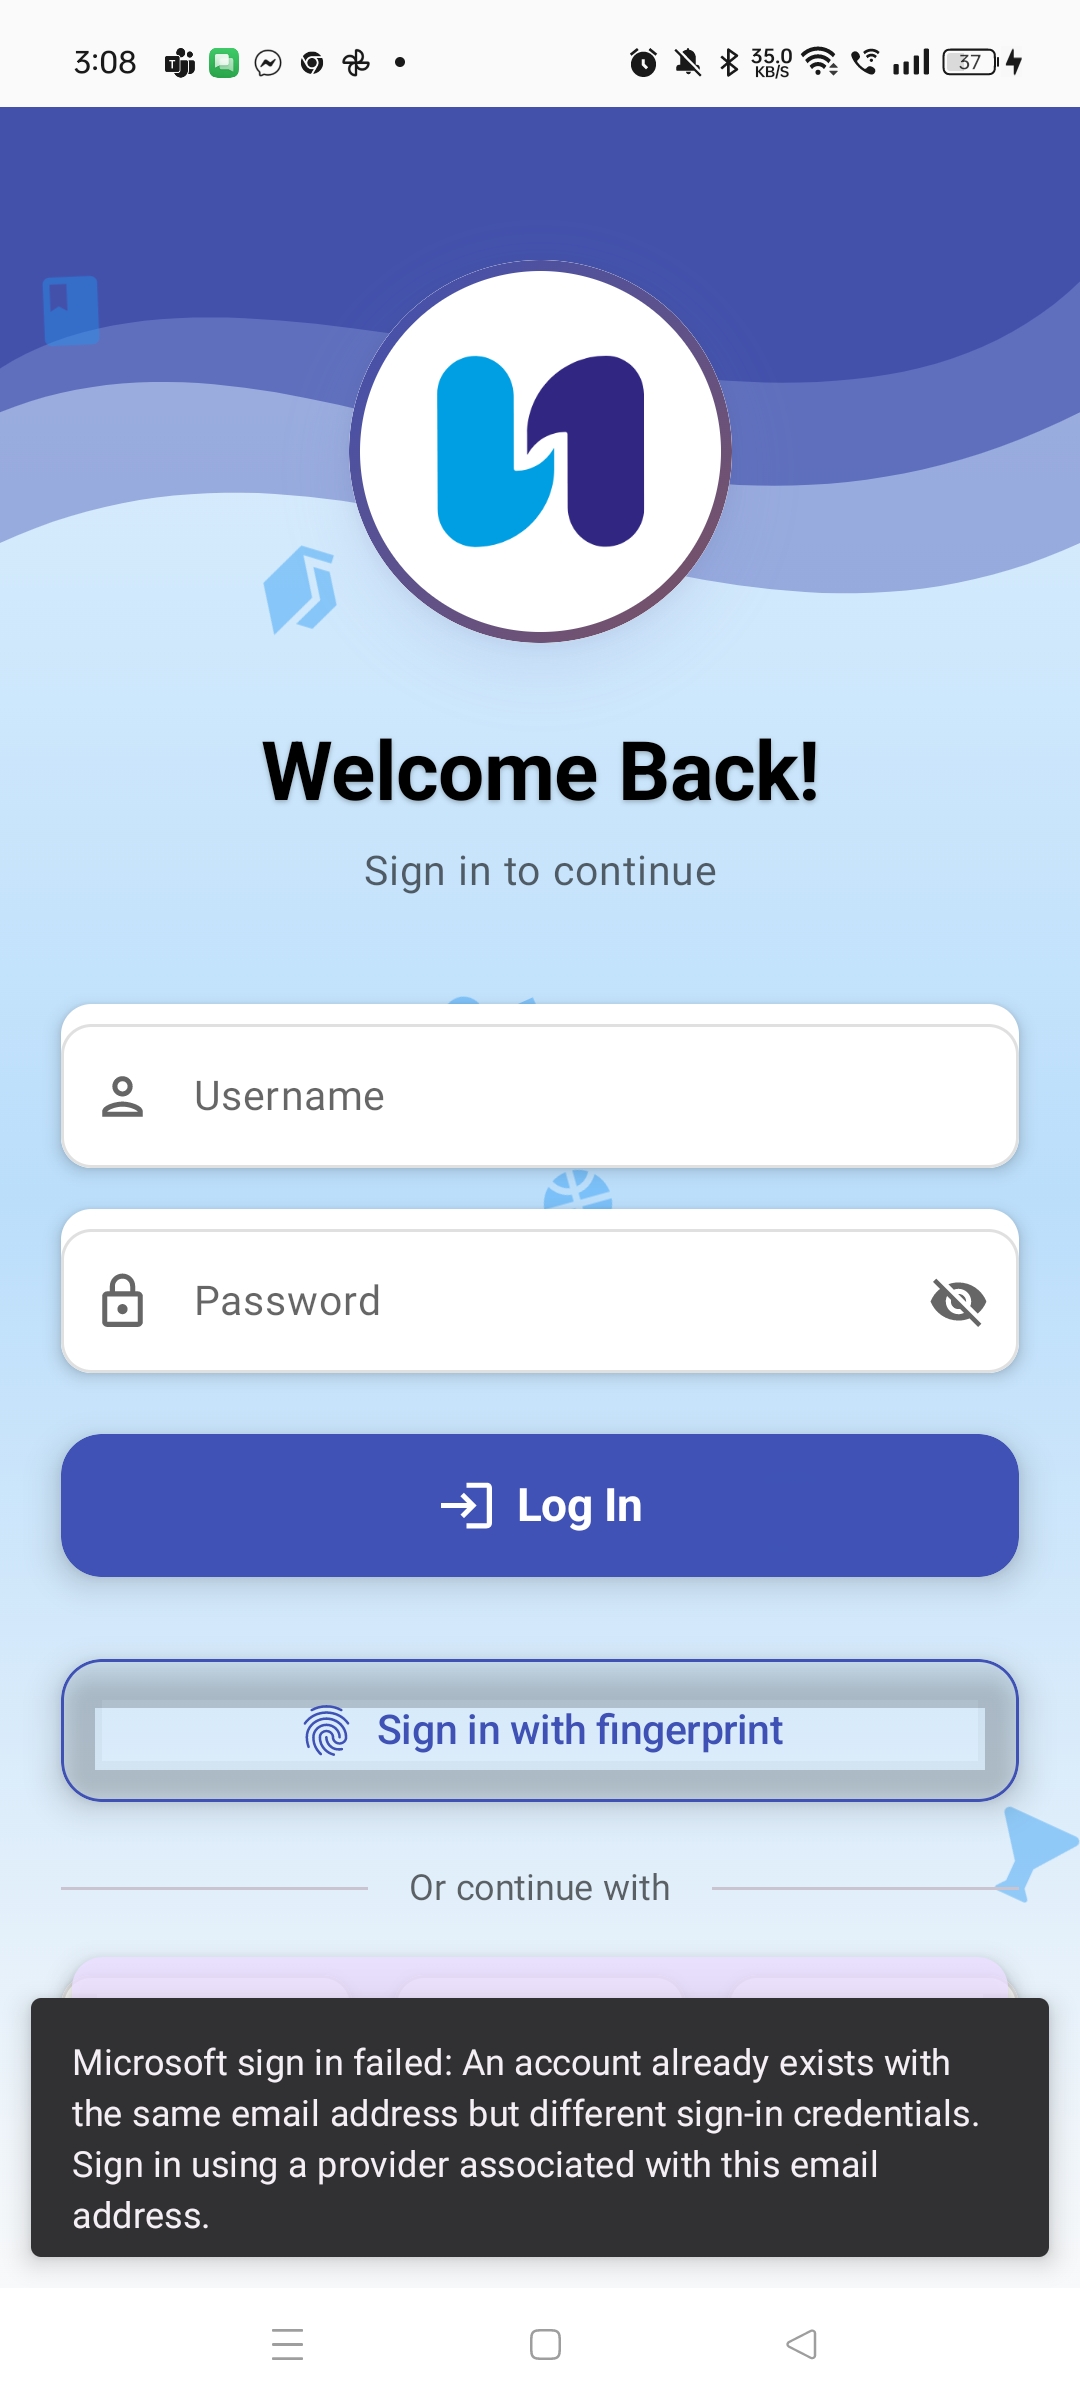 3:08
35.0
KB/S
37
Welcome Back!
Sign in to continue
Username
Password
Log In
Sign in with fingerprint
Or continue with
Microsoft sign in failed: An account already exists with
the same email address but different sign-in credentials.
Sign in using a provider associated with this email
address.